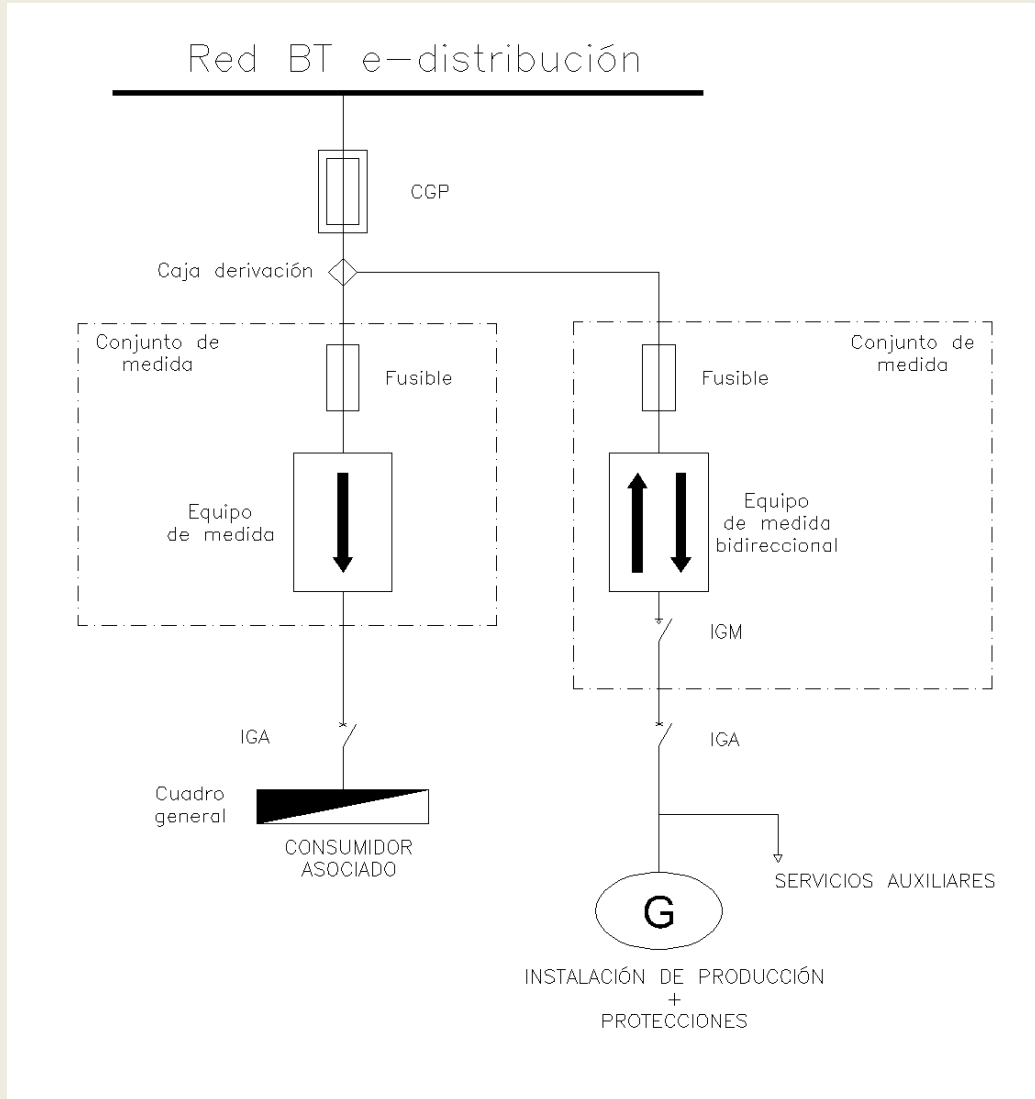 Red BT e-distribución
CGP
Caja derivación
Conjunto de
medida
Fusible
Equipo
de medida
IGA
Cuadro
general
CONSUMIDOR
ASOCIADO
Conjunto de
medida
Fusible
Equipo
de medida
bidireccional
IGM
IGA
SERVICIOS AUXILIARES
G
INSTALACIÓN DE PRODUCCIÓN
+
PROTECCIONES